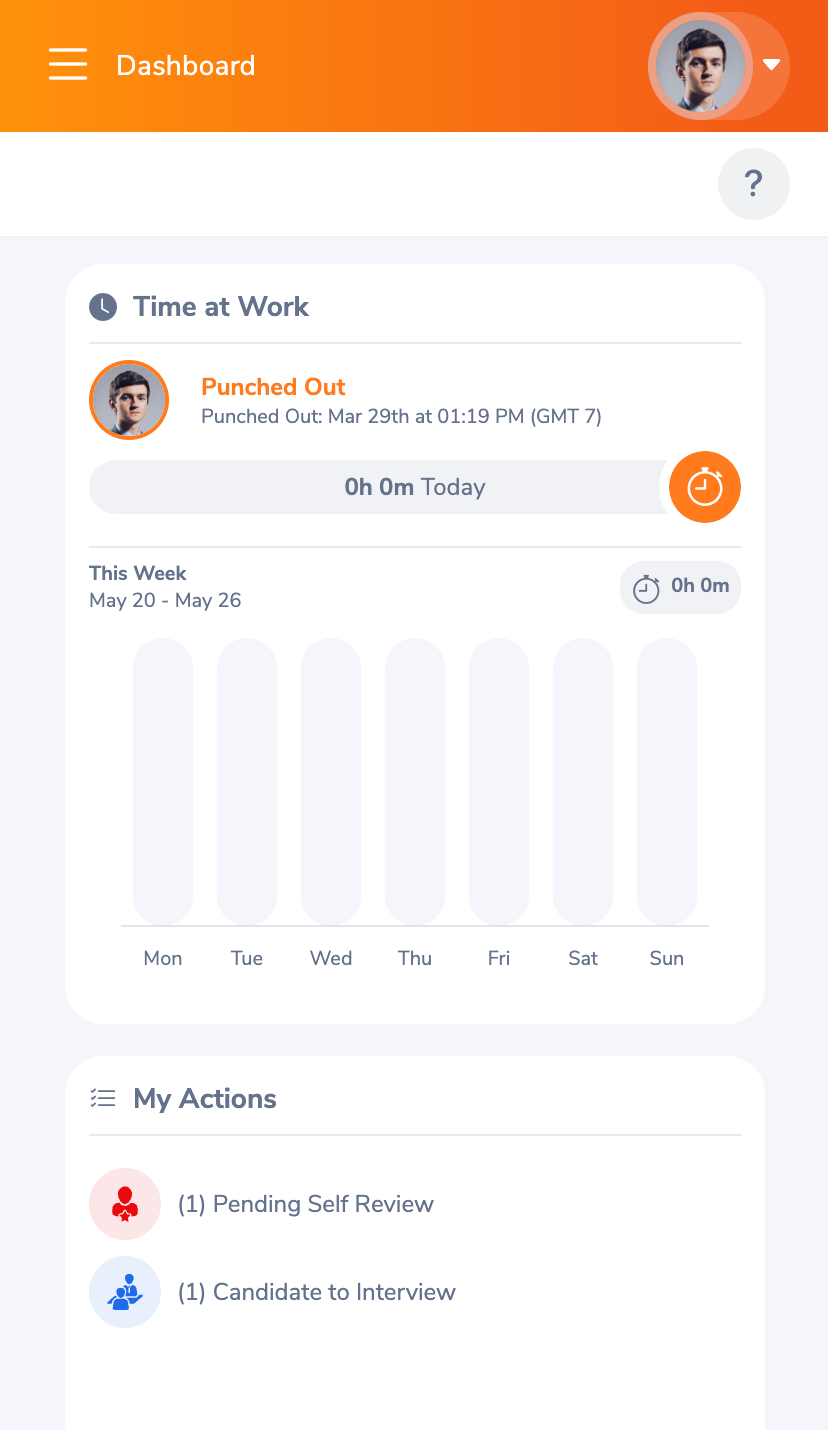 Dashboard
?
Time at Work
Punched Out
Punched Out: Mar 29th at 01:19 PM (GMT 7)
0h 0m Today
This Week
May 20 - May 26
0h 0m
Mon Tue Wed Thu Fri Sat Sun
My Actions
(1) Pending Self Review
(1) Candidate to Interview